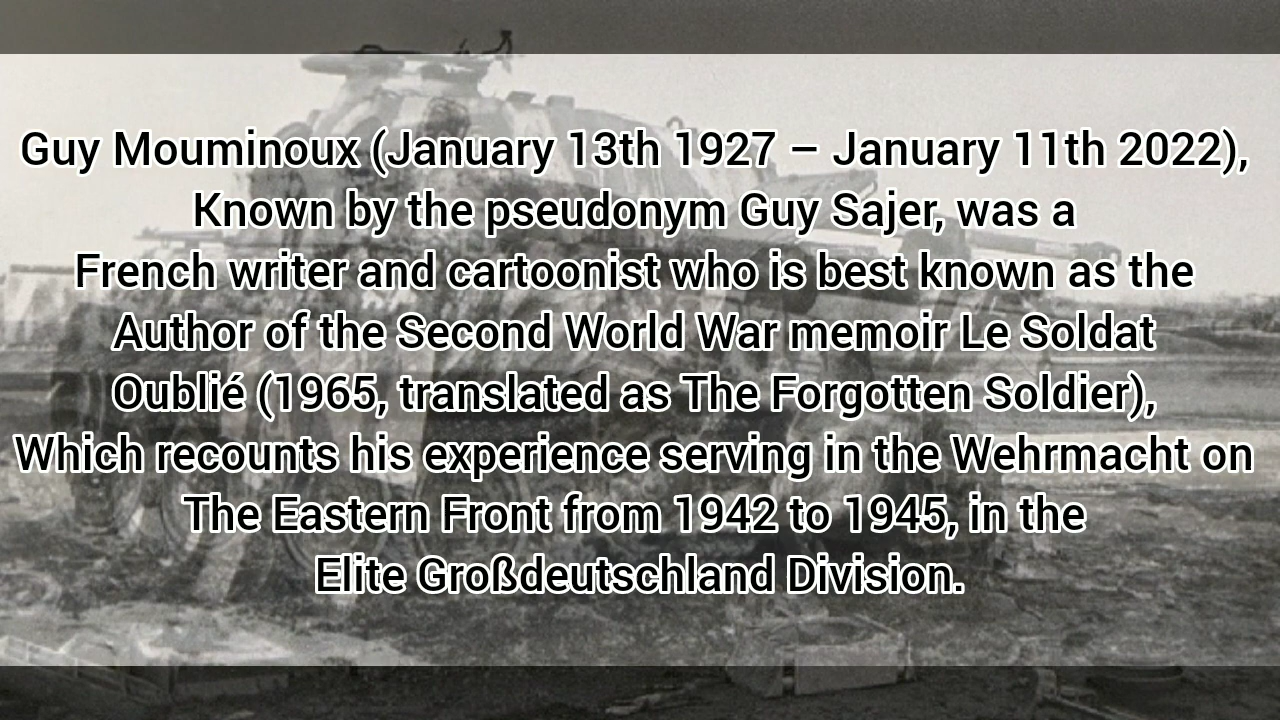 Guy Mouminoux (January 13th 1927 – January 11th 2022),
Known by the pseudonym Guy Sajer, was a
French writer and cartoonist who is best known as the
Author of the Second World War memoir Le Soldat
Oublié (1965, translated as The Forgotten Soldier),
Which recounts his experience serving in the Wehrmacht on
The Eastern Front from 1942 to 1945, in the
Elite Großdeutschland Division.